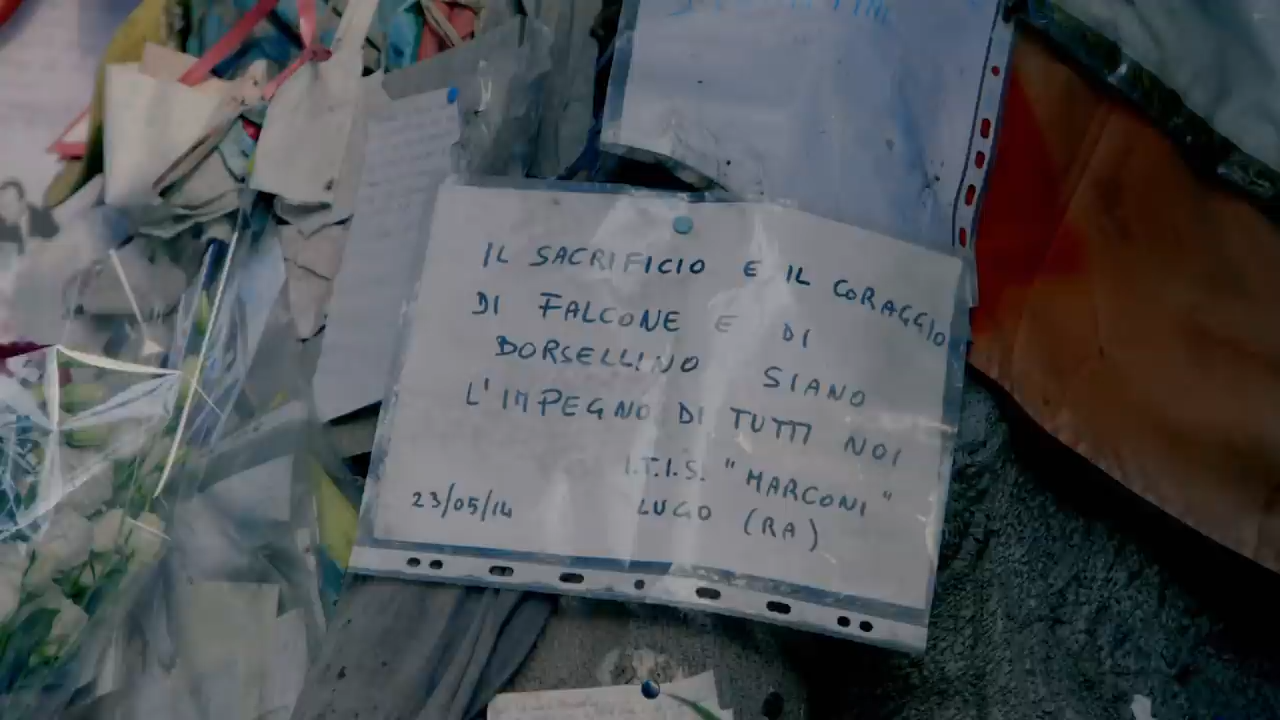 IL SACRIFICIO E IL CORAGGIO
DI FALCONE E DI
BORSELLINO SIANO
L'IMPEGNO DI TUTTI NOI
I.T.I.S. "MARCONI"
23/05/14 LUGO (RA)